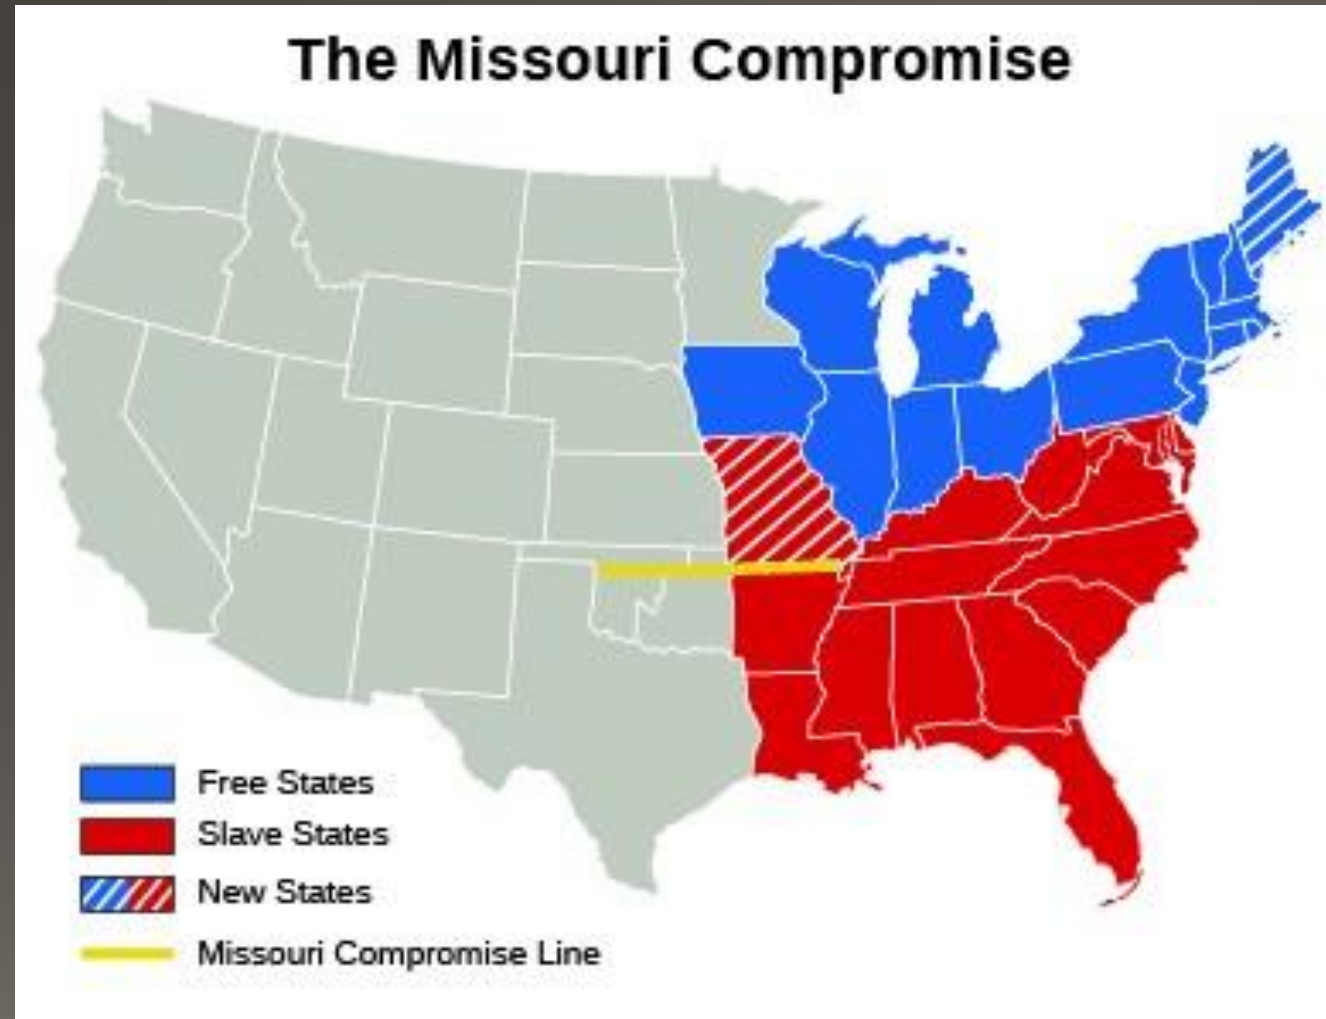 The Missouri Compromise
Free States
Slave States
New States
Missouri Compromise Line